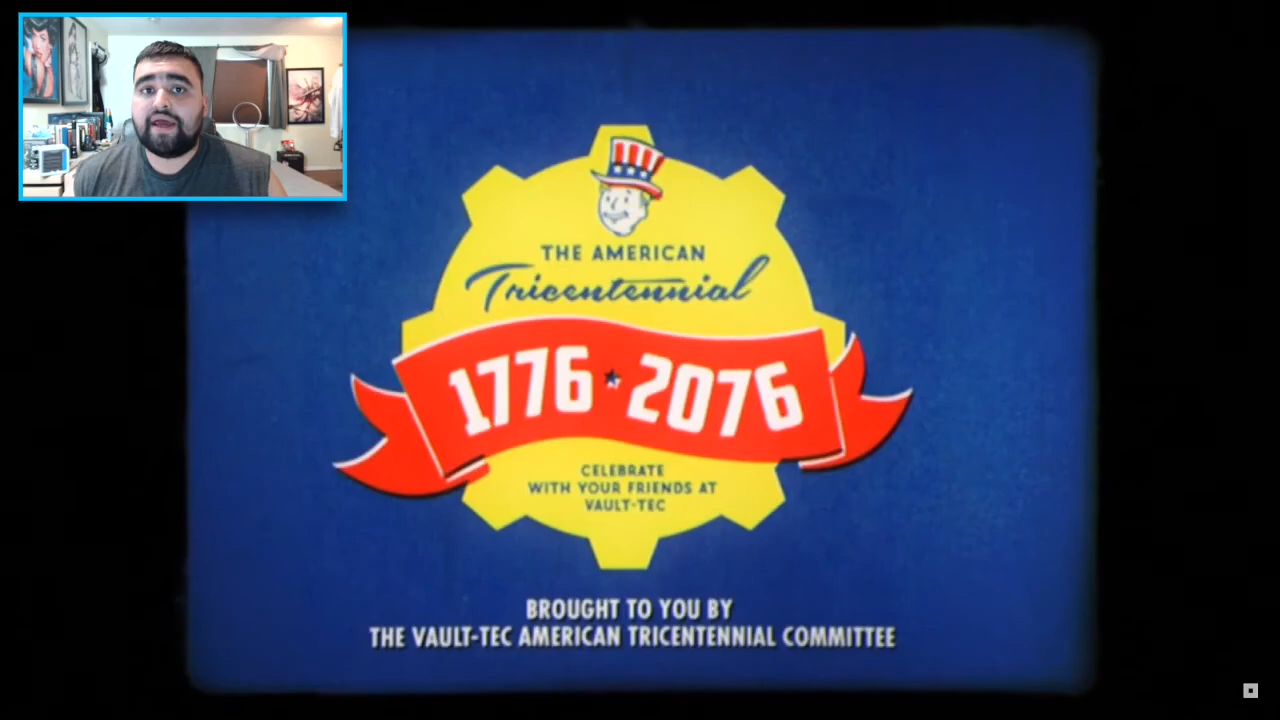 THE AMERICAN
Tricentennial
1776 ★ 2076
CELEBRATE
WITH YOUR FRIENDS AT
VAULT-TEC
BROUGHT TO YOU BY
THE VAULT-TEC AMERICAN TRICENTENNIAL COMMITTEE